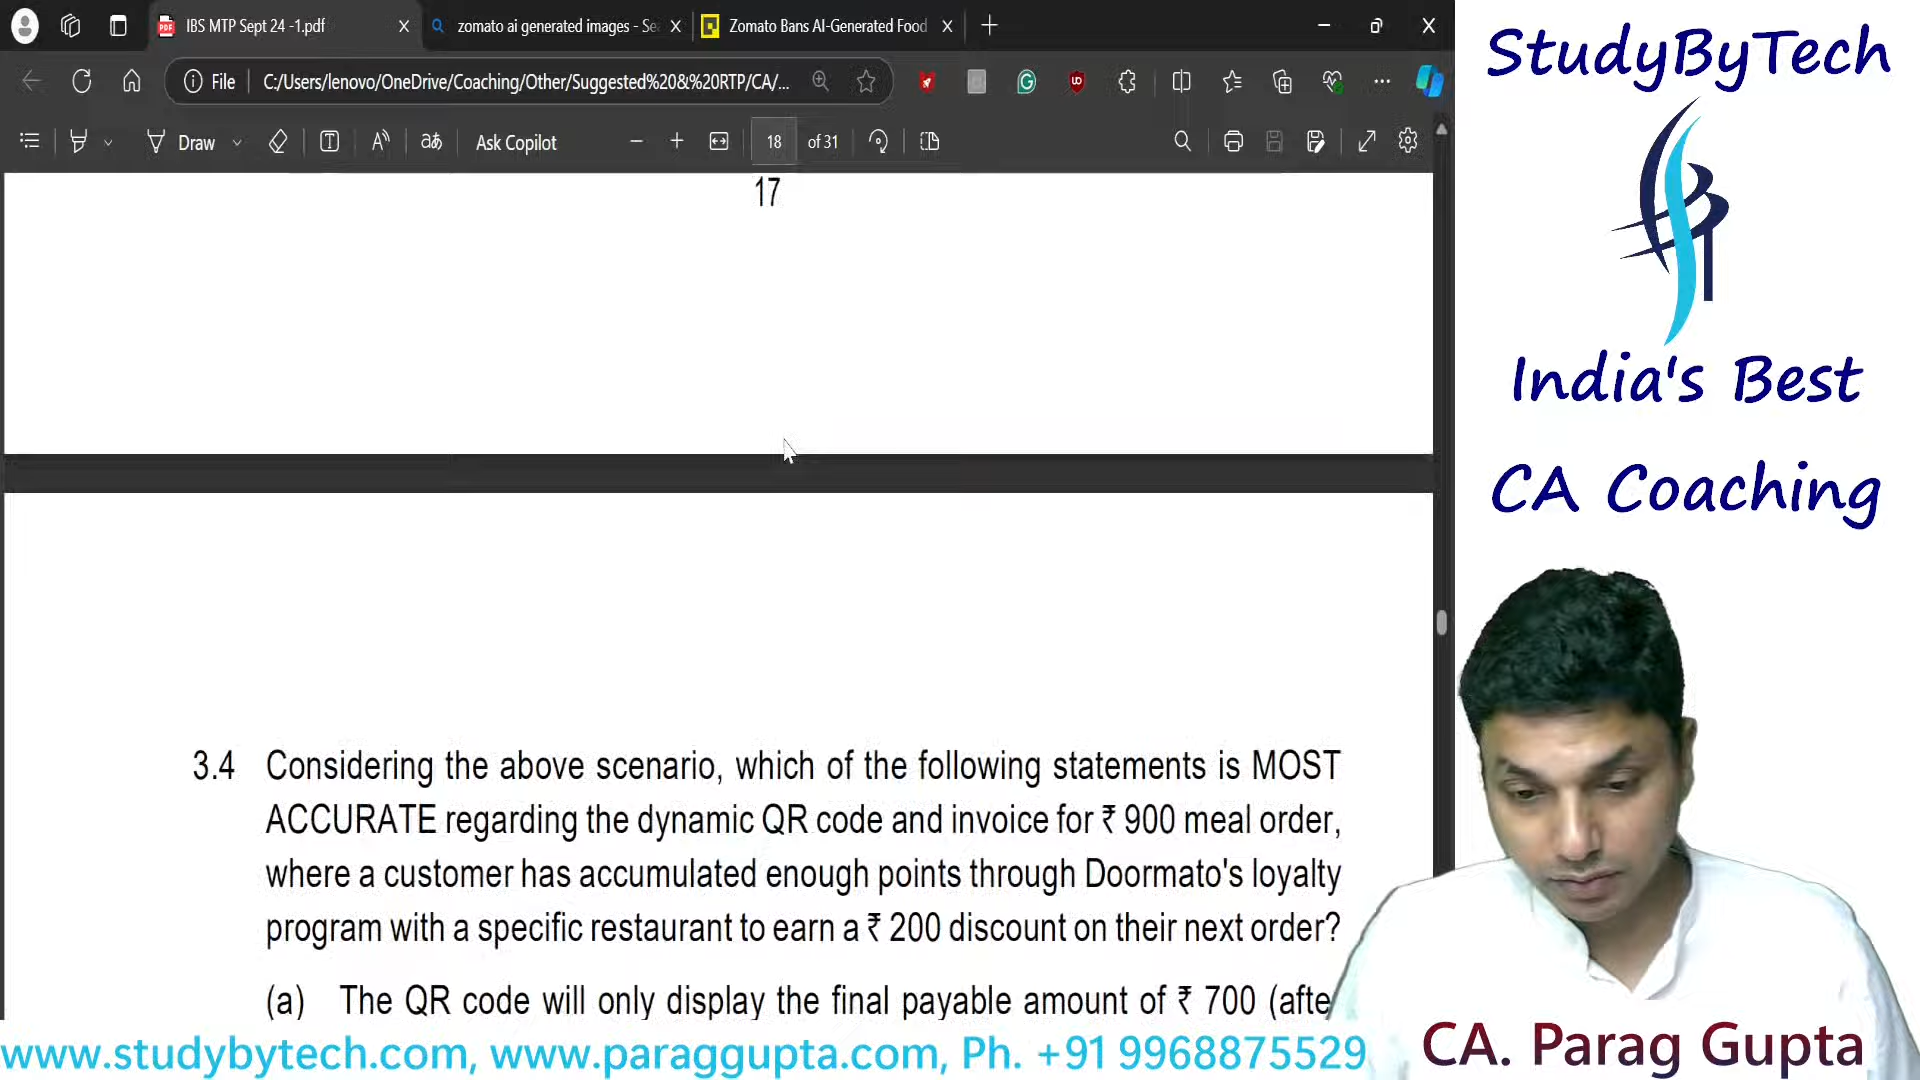 IBS MTP Sept 24 -1.pdf
zomato ai generated images - Se
Zomato Bans AI-Generated Food
File
C:/Users/lenovo/OneDrive/Coaching/Other/Suggested%20&%20RTP/CA/...
Draw
Ask Copilot
18 of 31
17
3.4 Considering the above scenario, which of the following statements is MOST
ACCURATE regarding the dynamic QR code and invoice for ₹ 900 meal order,
where a customer has accumulated enough points through Doormato's loyalty
program with a specific restaurant to earn a ₹ 200 discount on their next order?
(a) The QR code will only display the final payable amount of ₹ 700 (afte
StudyByTech
India's Best
CA Coaching
www.studybytech.com, www.paraggupta.com, Ph. +91 9968875529
CA. Parag Gupta